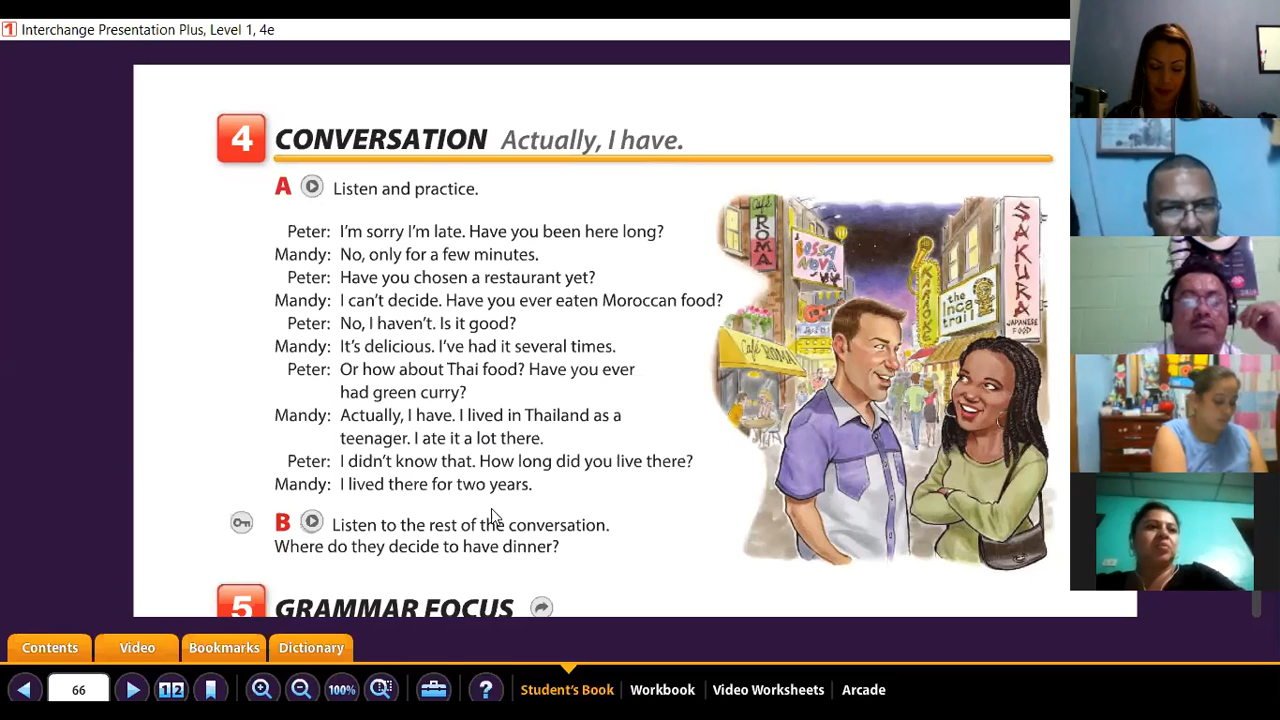 Interchange Presentation Plus, Level 1, 4e
4 CONVERSATION Actually, I have.
A Listen and practice.
Peter: I'm sorry I'm late. Have you been here long?
Mandy: No, only for a few minutes.
Peter: Have you chosen a restaurant yet?
Mandy: I can't decide. Have you ever eaten Moroccan food?
Peter: No, I haven't. Is it good?
Mandy: It's delicious. I've had it several times.
Peter: Or how about Thai food? Have you ever
had green curry?
Mandy: Actually, I have. I lived in Thailand as a
teenager. I ate it a lot there.
Peter: I didn't know that. How long did you live there?
Mandy: I lived there for two years.
Café
ROMA
BOSSA
NOVA
Café ROMA
KARAOKE
the
Inca
trail
SAKURA
JAPANESE
FOOD
B Listen to the rest of the conversation.
Where do they decide to have dinner?
5 GRAMMAR FOCUS
Contents Video Bookmarks Dictionary
66 12 100% ? Student's Book Workbook Video Worksheets Arcade